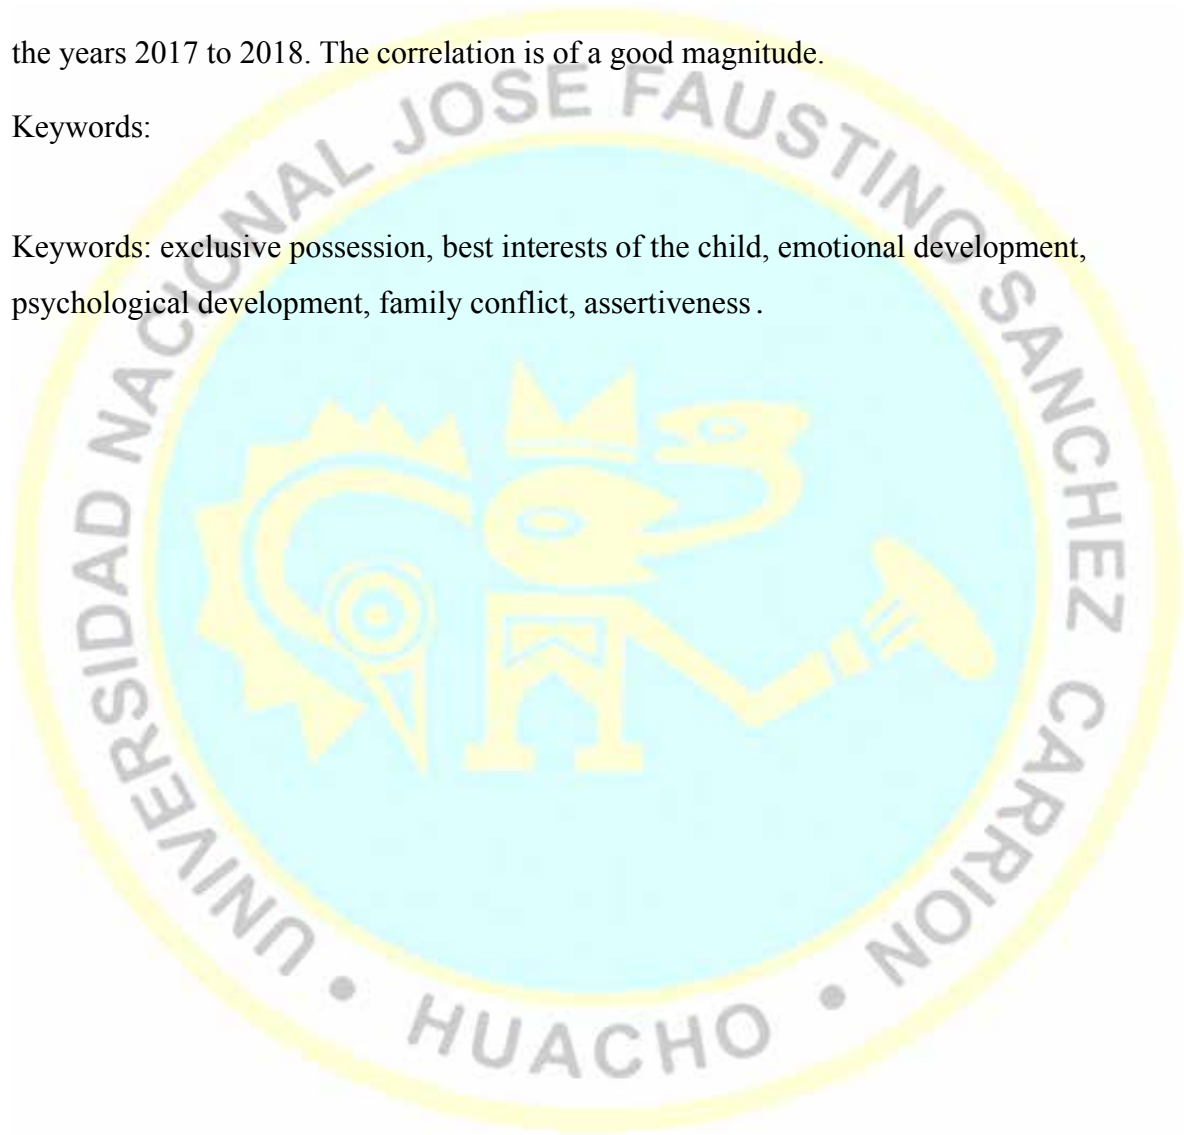 the years 2017 to 2018. The correlation is of a good magnitude.
Keywords:
Keywords: exclusive possession, best interests of the child, emotional development,
psychological development, family conflict, assertiveness.
UNIVERSIDAD NACIONAL JOSE FAUSTINO SANCHEZ CARRION
• HUACHO •